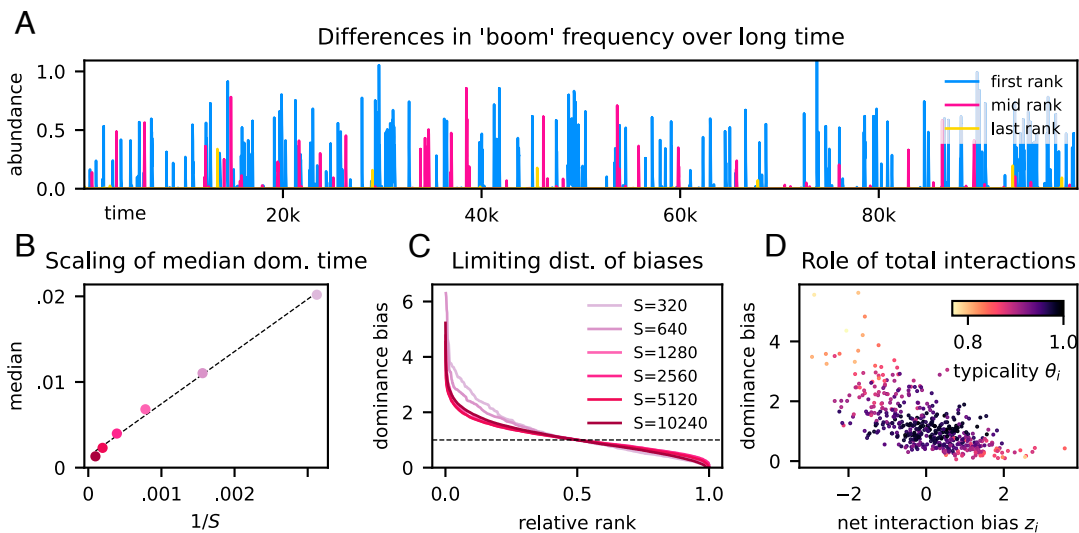 A
Differences in 'boom' frequency over long time
abundance
1.0
0.5
0.0
first rank
mid rank
last rank
time
20k
40k
60k
80k
B
Scaling of median dom. time
median
.02
.01
0
0
.001
.002
1/S
C
Limiting dist. of biases
dominance bias
6
4
2
0
S=320
S=640
S=1280
S=2560
S=5120
S=10240
0.0
0.5
1.0
relative rank
D
Role of total interactions
dominance bias
4
2
0
0.8
1.0
typicality θᵢ
−2
0
2
net interaction bias zᵢ